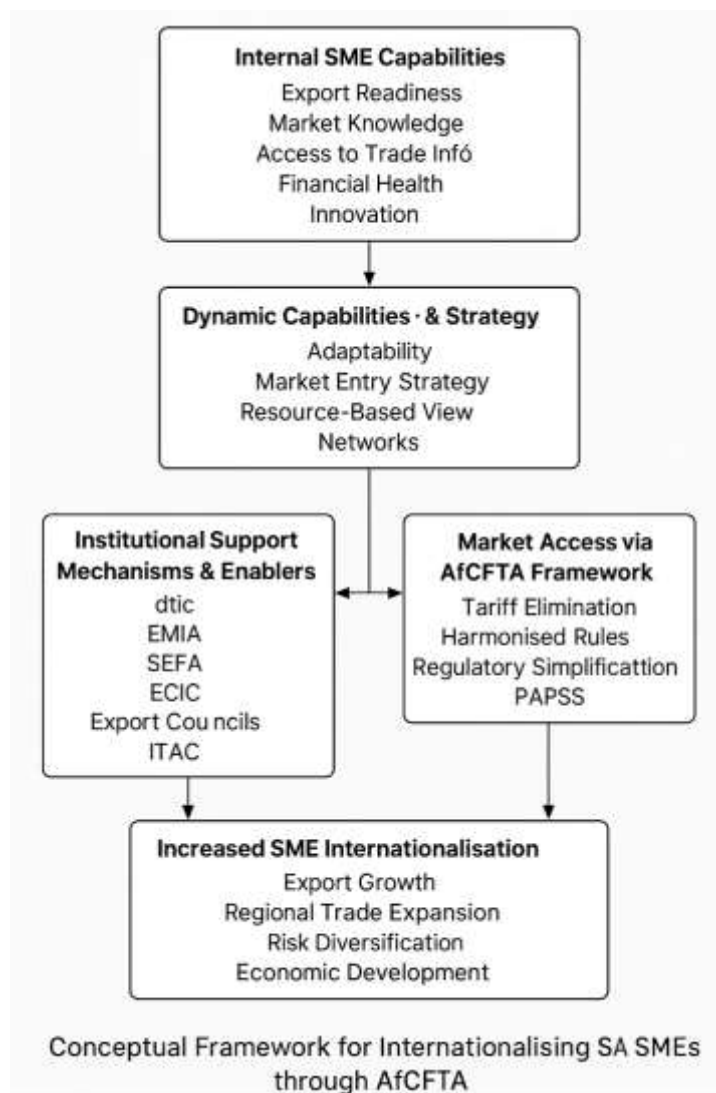 Internal SME Capabilities
Export Readiness
Market Knowledge
Access to Trade Infó
Financial Health
Innovation
Dynamic Capabilities · & Strategy
Adaptability
Market Entry Strategy
Resource-Based View
Networks
Institutional Support
Mechanisms & Enablers
dtic
EMIA
SEFA
ECIC
Export Cou ncils
ITAC
Market Access via
AfCFTA Framework
Tariff Elimination
Harmonised Rules
Regulatory Simplificattion
PAPSS
Increased SME Internationalisation
Export Growth
Regional Trade Expansion
Risk Diversification
Economic Development
Conceptual Framework for Internationalising SA SMEs
through AfCFTA